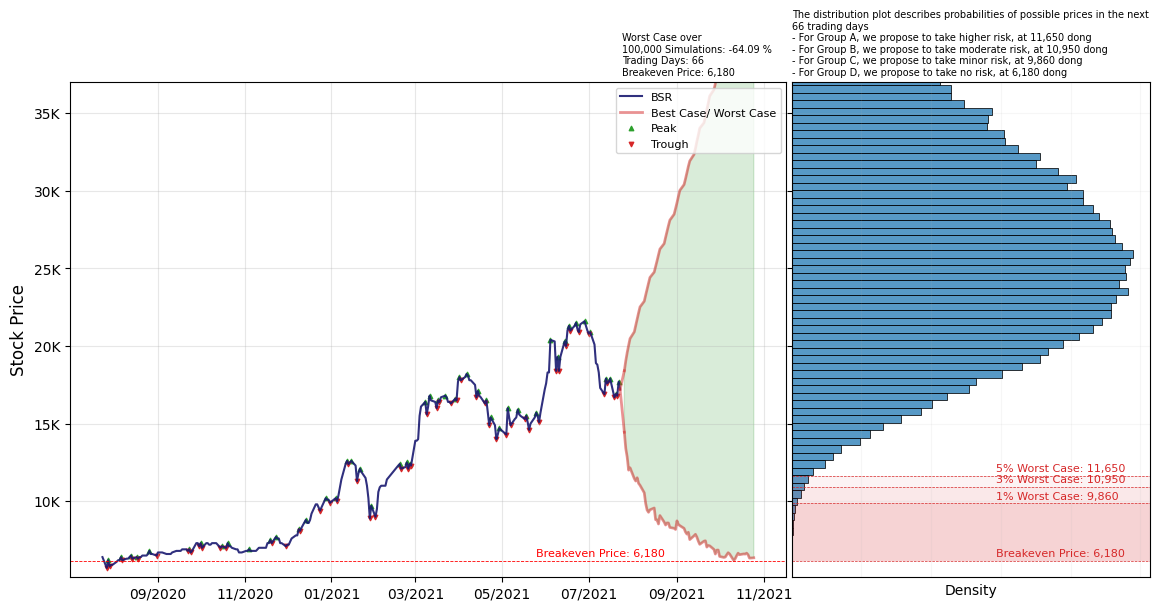 The distribution plot describes probabilities of possible prices in the next
66 trading days
- For Group A, we propose to take higher risk, at 11,650 dong
- For Group B, we propose to take moderate risk, at 10,950 dong
- For Group C, we propose to take minor risk, at 9,860 dong
- For Group D, we propose to take no risk, at 6,180 dong
Worst Case over
100,000 Simulations: -64.09 %
Trading Days: 66
Breakeven Price: 6,180
BSR
Best Case/ Worst Case
Peak
Trough
35K
30K
25K
20K
15K
10K
Stock Price
5% Worst Case: 11,650
3% Worst Case: 10,950
1% Worst Case: 9,860
Breakeven Price: 6,180
Breakeven Price: 6,180
09/2020
11/2020
01/2021
03/2021
05/2021
07/2021
09/2021
11/2021
Density